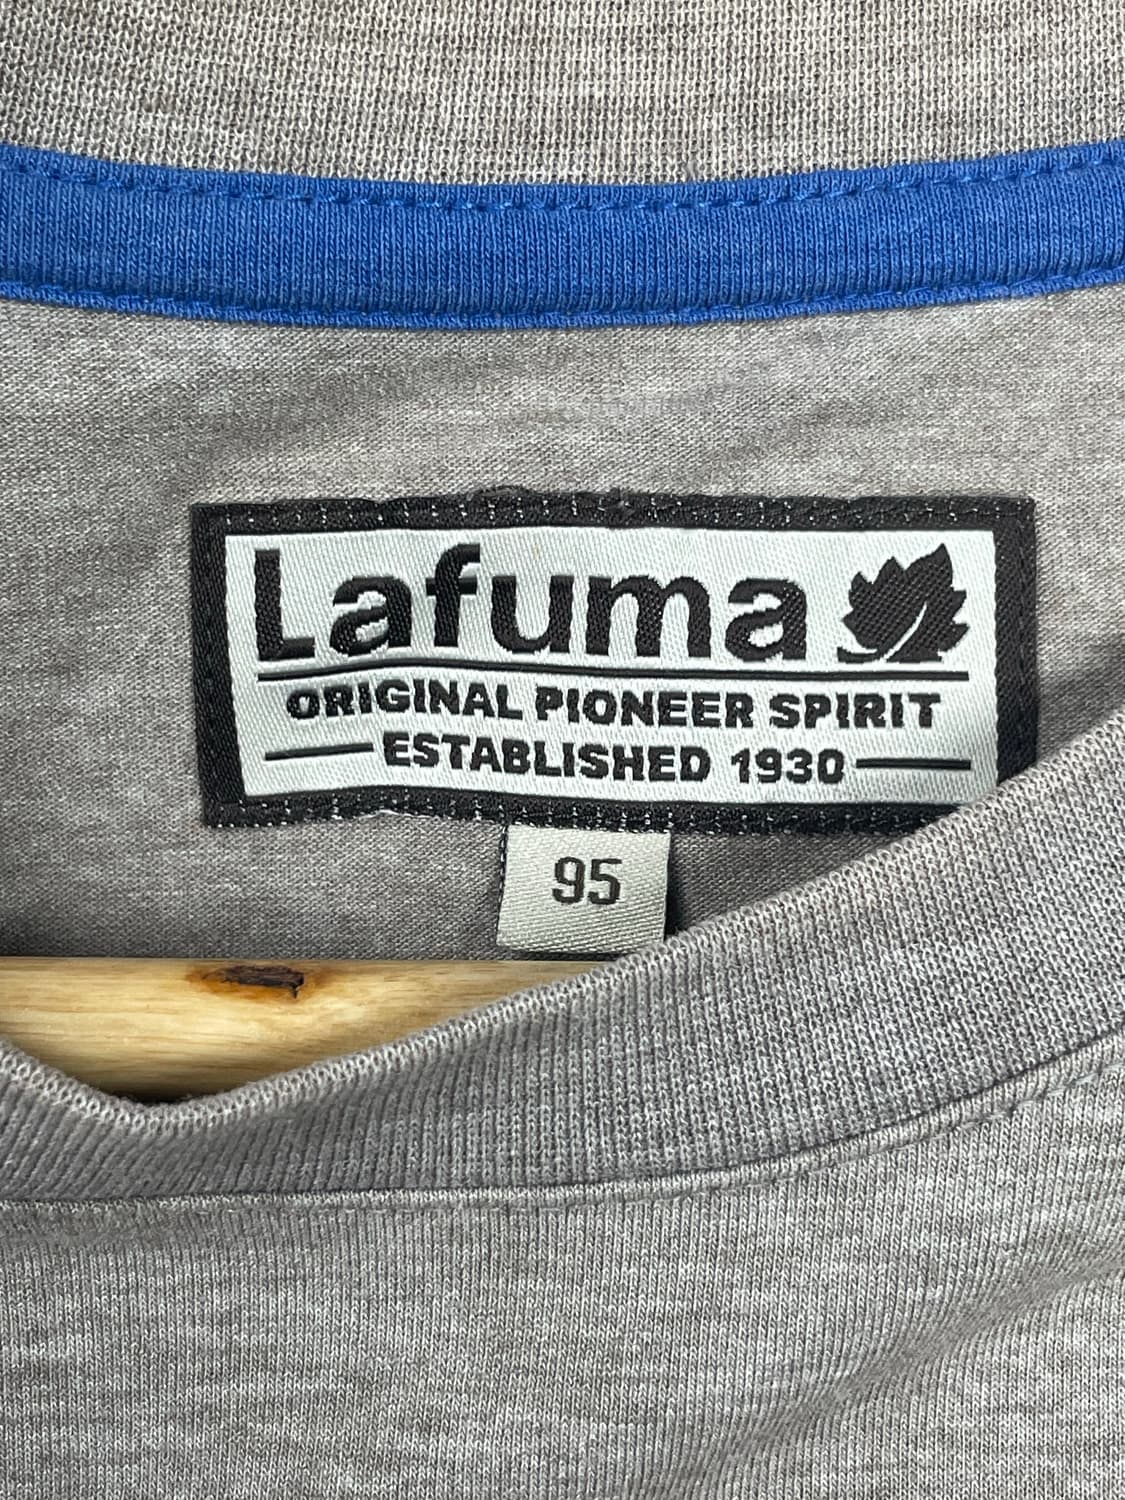 Lafuma
ORIGINAL PIONEER SPIRIT
ESTABLISHED 1930
95